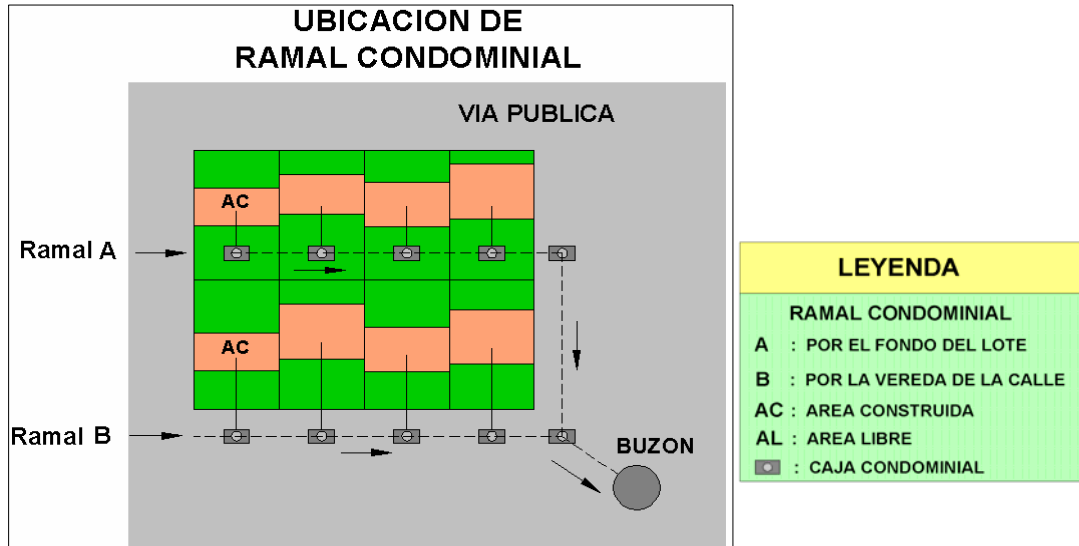 UBICACION DE
RAMAL CONDOMINIAL
VIA PUBLICA
AC
Ramal A
AC
Ramal B
BUZON
LEYENDA
RAMAL CONDOMINIAL
A : POR EL FONDO DEL LOTE
B : POR LA VEREDA DE LA CALLE
AC : AREA CONSTRUIDA
AL : AREA LIBRE
: CAJA CONDOMINIAL